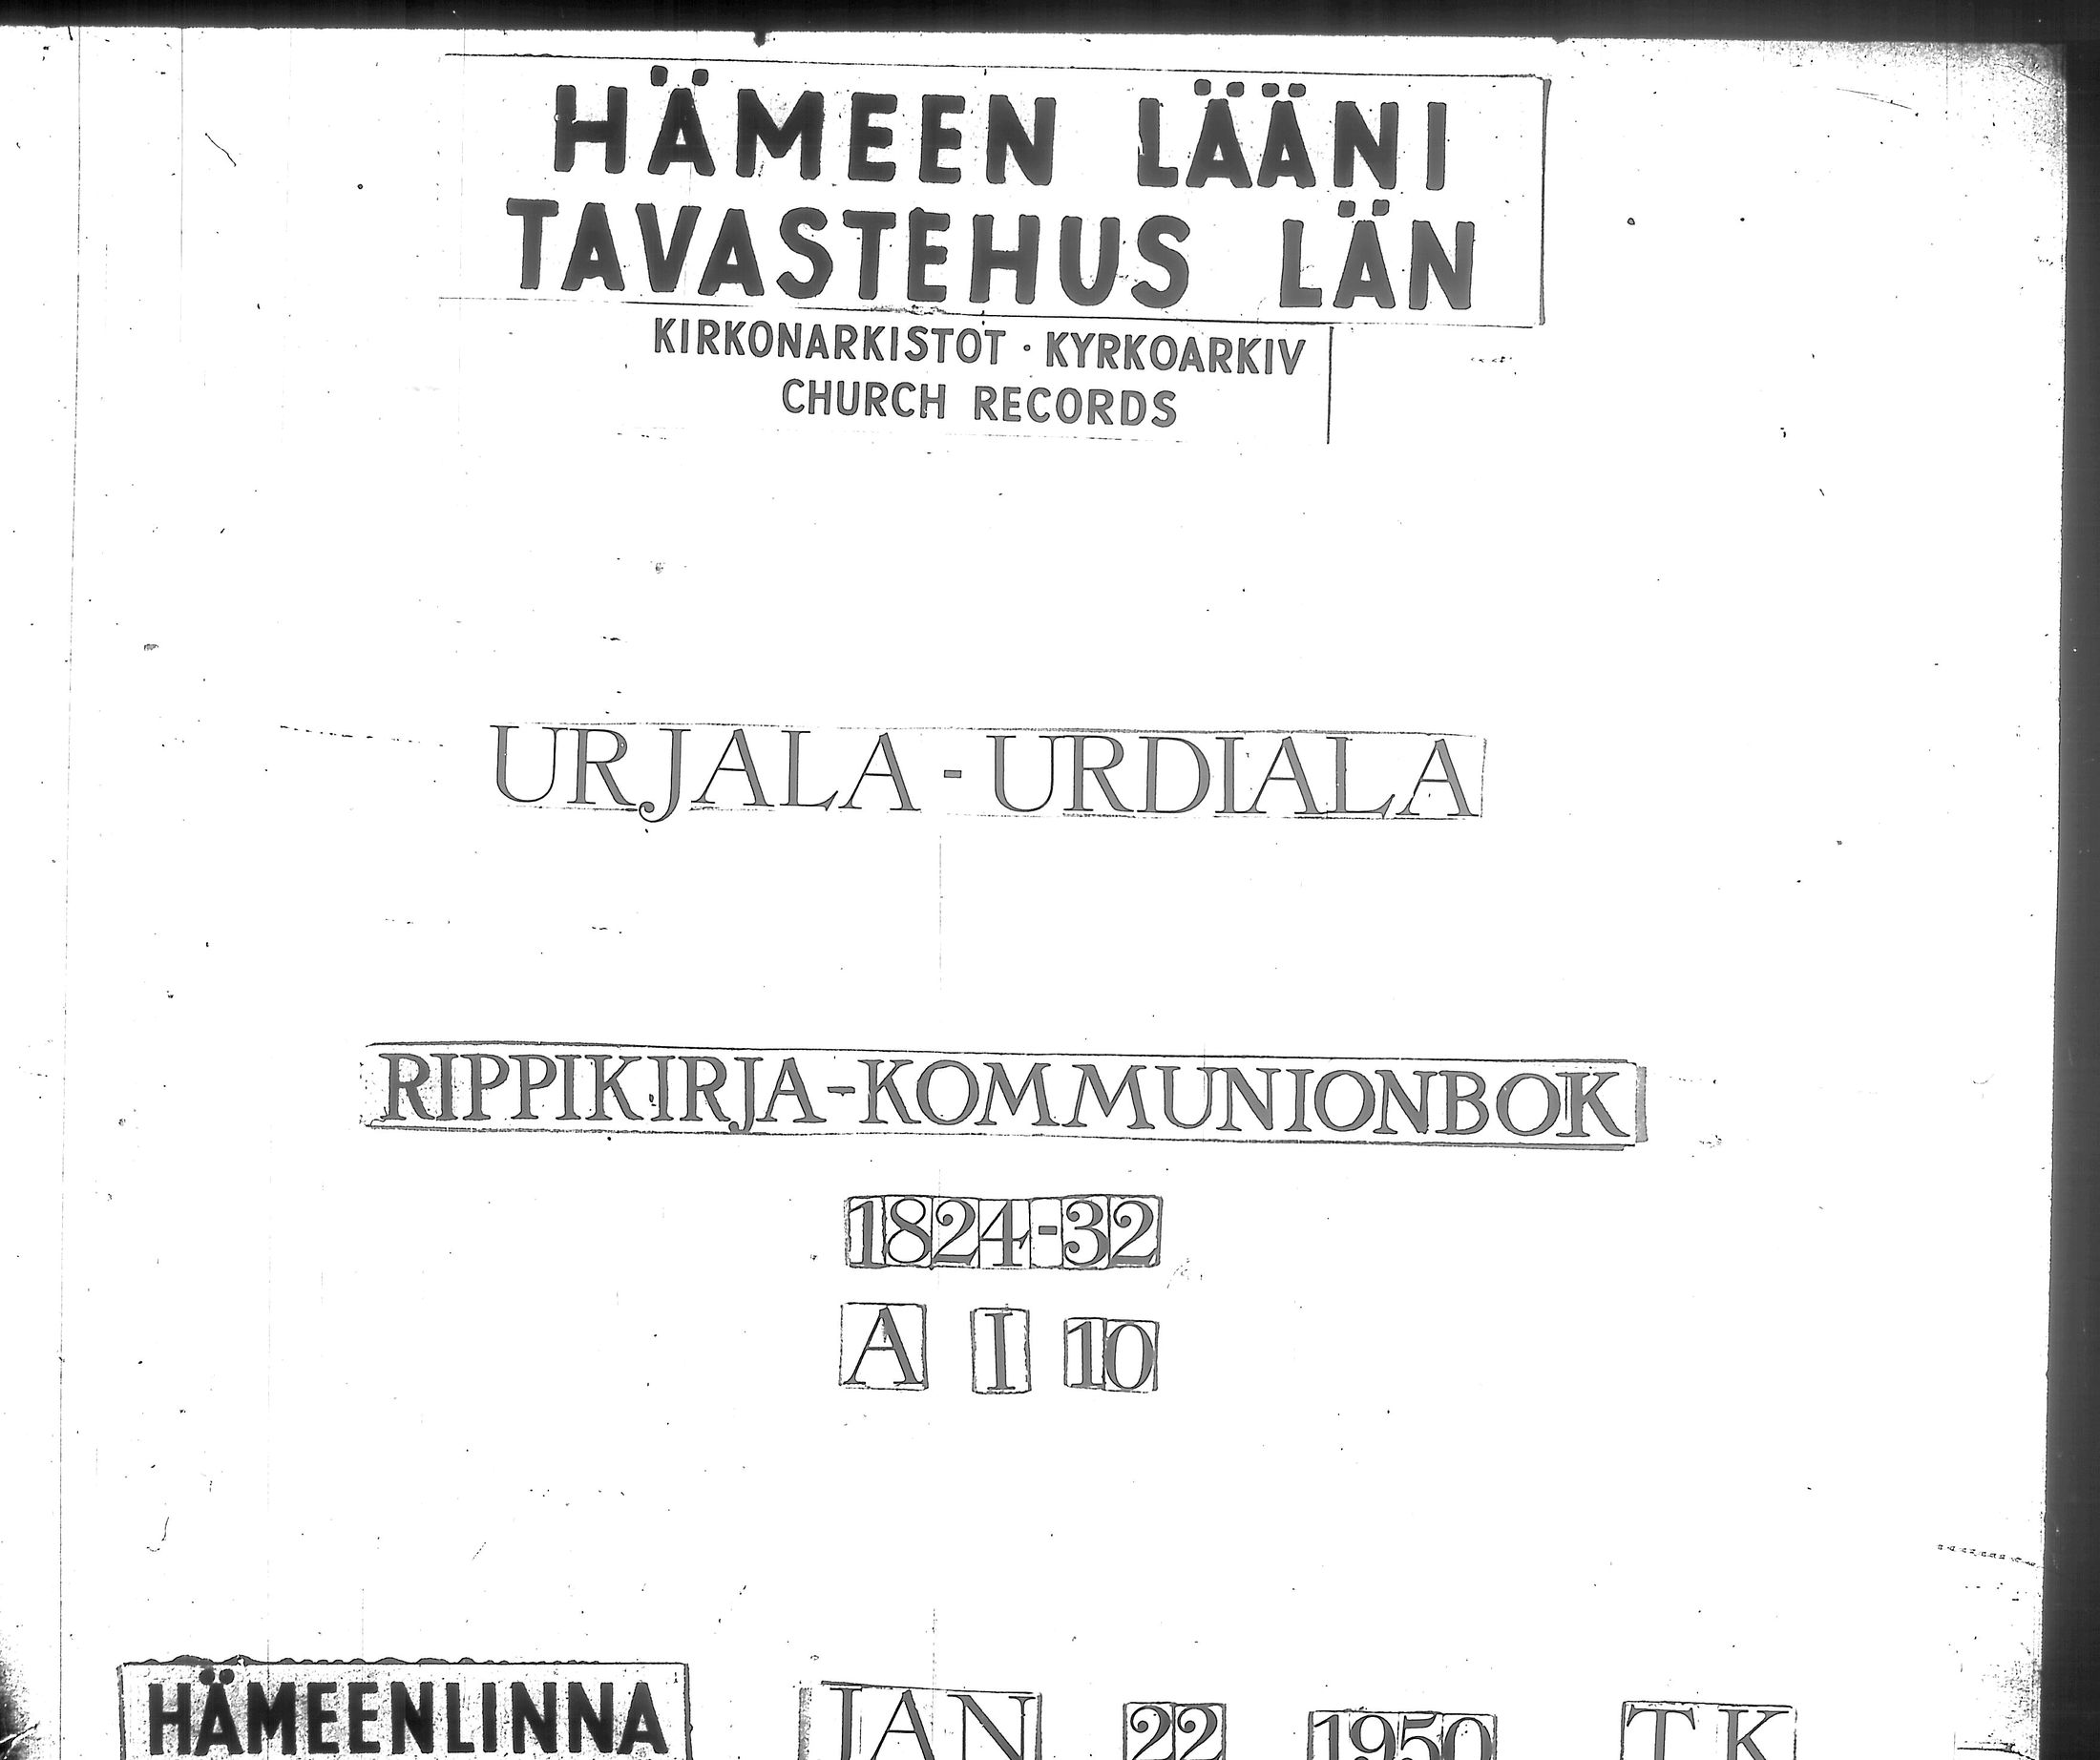 HÄMEEN LÄÄNI
TAVASTEHUS LÄN
KIRKONARKISTOT · KYRKOARKIV
CHURCH RECORDS
URJALA - URDIALA
RIPPIKIRJA-KOMMUNIONBOK
1824-32
A I 10
HÄMEENLINNA JAN 22 1950 T K